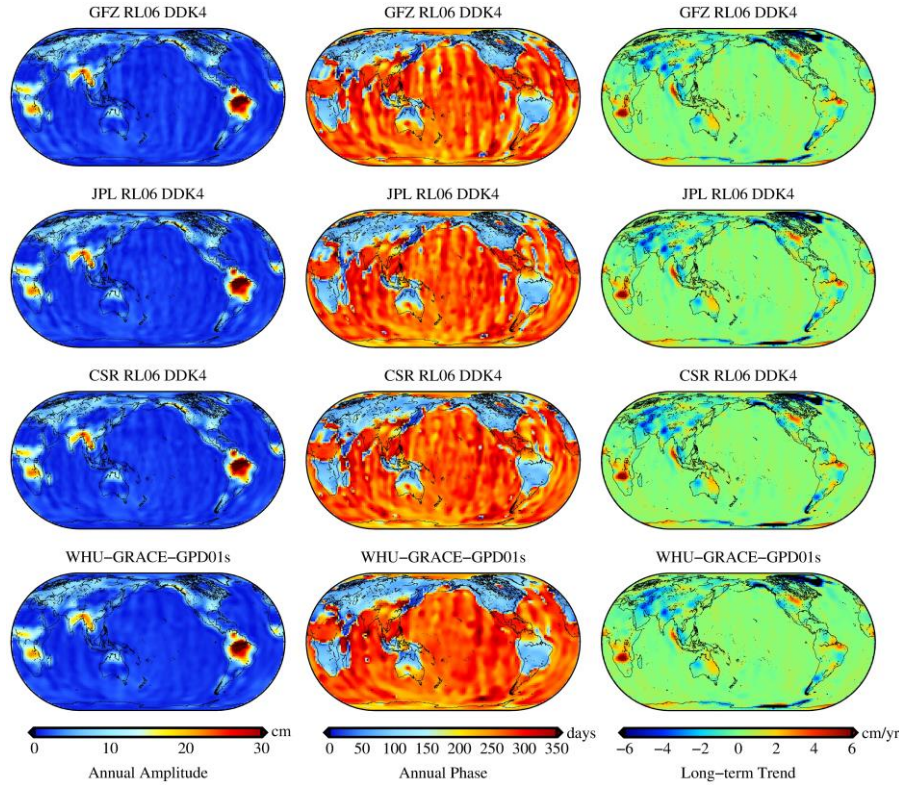 GFZ RL06 DDK4 GFZ RL06 DDK4 GFZ RL06 DDK4
JPL RL06 DDK4 JPL RL06 DDK4 JPL RL06 DDK4
CSR RL06 DDK4 CSR RL06 DDK4 CSR RL06 DDK4
WHU−GRACE−GPD01s WHU−GRACE−GPD01s WHU−GRACE−GPD01s
cm days cm/yr
0 10 20 30 0 50 100 150 200 250 300 350 −6 −4 −2 0 2 4 6
Annual Amplitude Annual Phase Long−term Trend